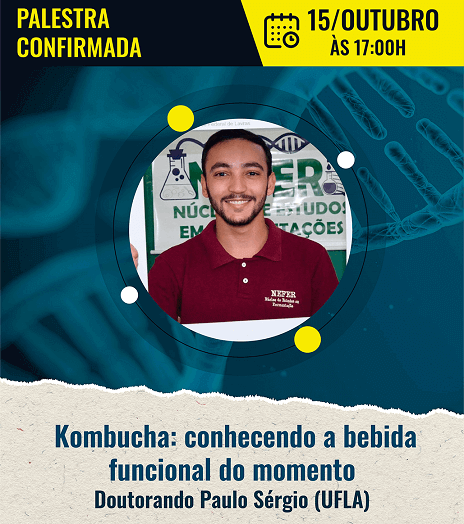 PALESTRA
CONFIRMADA
15/OUTUBRO
ÀS 17:00H
NEFER
NÚCLEO DE ESTUDOS
EM FERMENTAÇÕES
NEFER
Núcleo de Estudos em
Fermentação
Kombucha: conhecendo a bebida
funcional do momento
Doutorando Paulo Sérgio (UFLA)